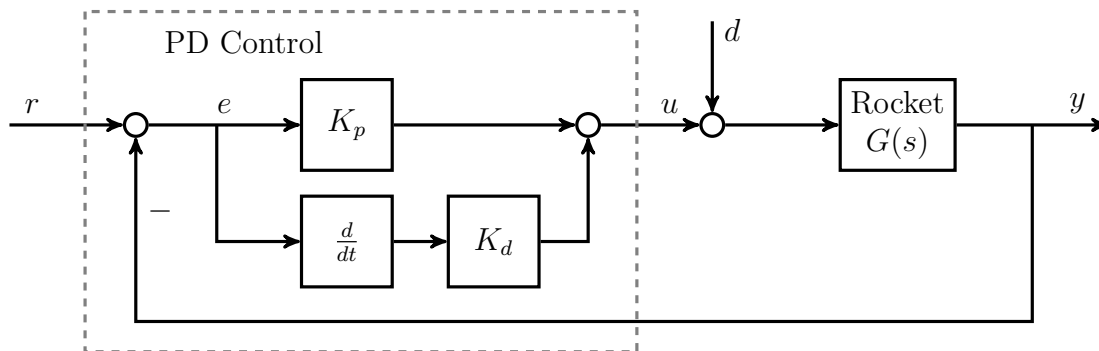 PD Control
d
r
e
K_p
u
Rocket
G(s)
y
−
d/dt
K_d